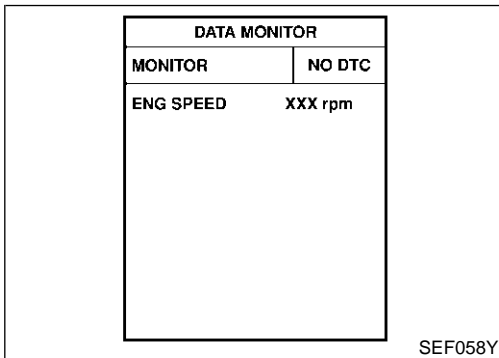 DATA MONITOR
MONITOR NO DTC
ENG SPEED XXX rpm
SEF058Y